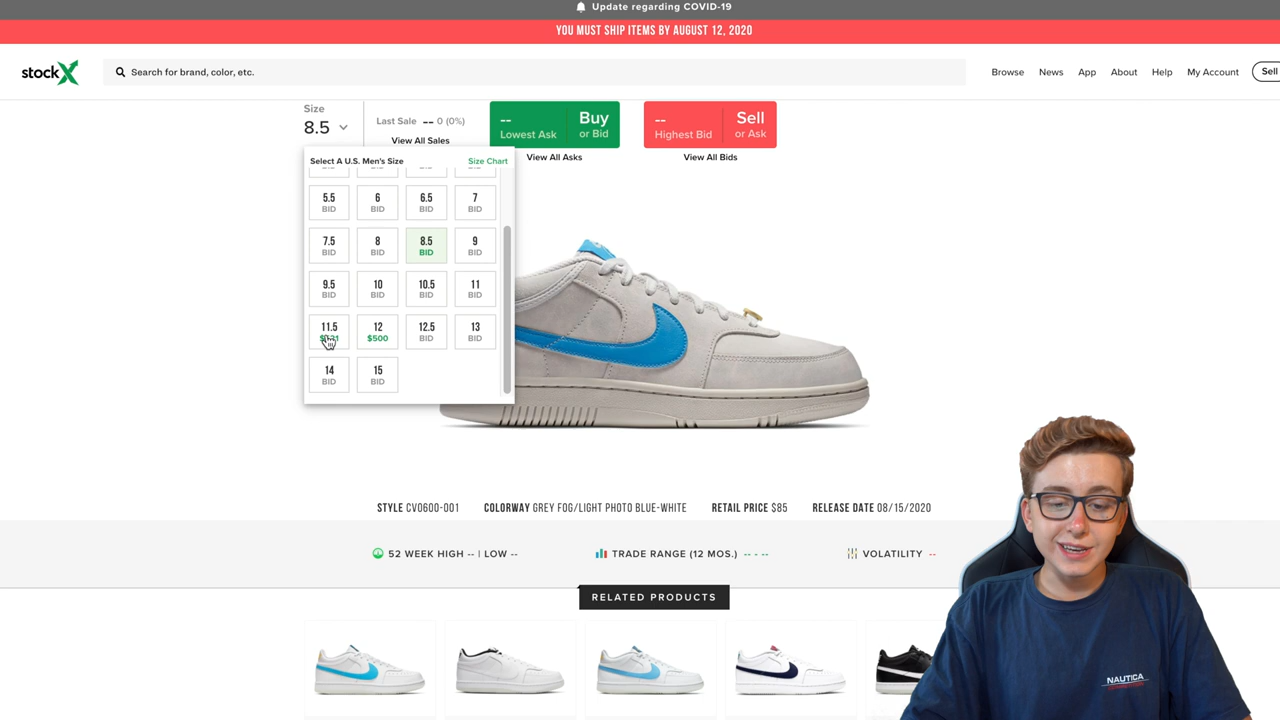 Update regarding COVID-19
YOU MUST SHIP ITEMS BY AUGUST 12, 2020
stockX
Search for brand, color, etc.
Browse News App About Help My Account Sell
Size
8.5
Last Sale -- 0 (0%)
View All Sales
-- Lowest Ask
Buy or Bid
View All Asks
-- Highest Bid
Sell or Ask
View All Bids
Select A U.S. Men's Size Size Chart
5.5 6 6.5 7
BID BID BID BID
7.5 8 8.5 9
BID BID BID BID
9.5 10 10.5 11
BID BID BID BID
11.5 12 12.5 13
$500 BID BID
14 15
BID BID
STYLE CV0600-001 COLORWAY GREY FOG/LIGHT PHOTO BLUE-WHITE RETAIL PRICE $85 RELEASE DATE 08/15/2020
52 WEEK HIGH -- | LOW -- TRADE RANGE (12 MOS.) -- - -- VOLATILITY --
RELATED PRODUCTS
NAUTICA